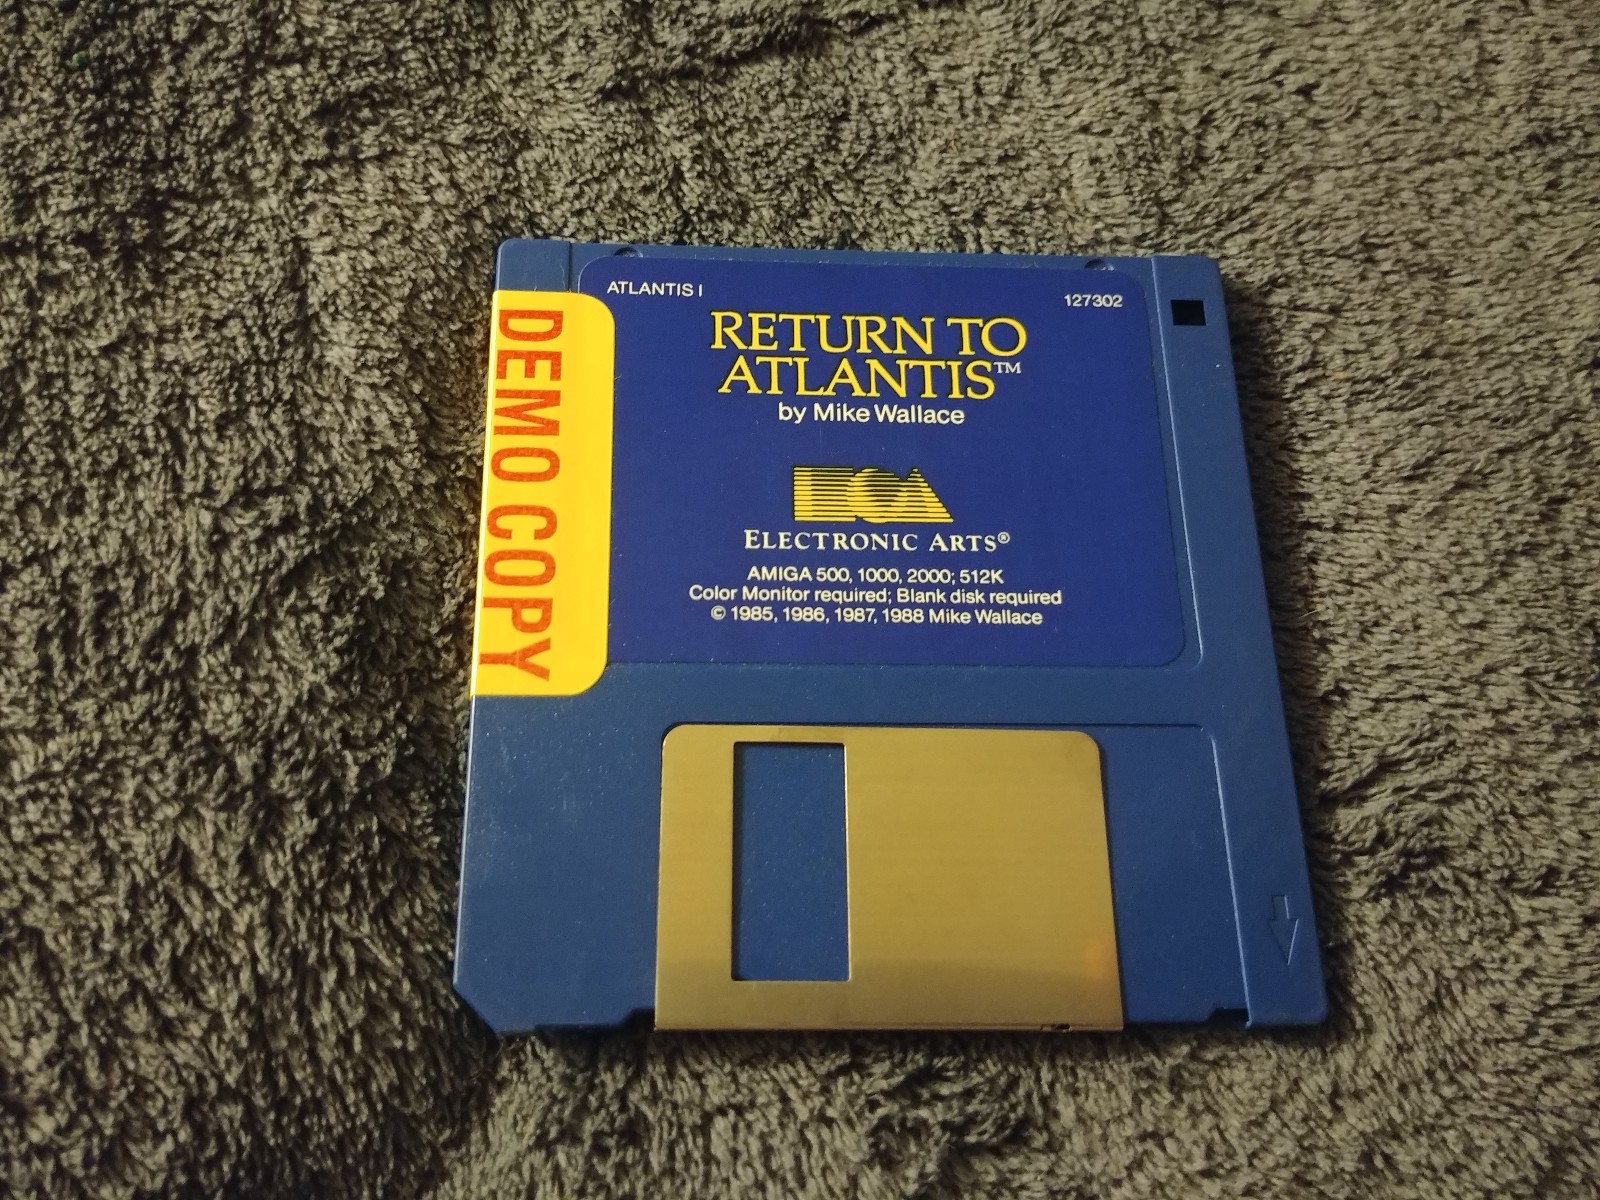 ATLANTIS I
127302
RETURN TO
ATLANTIS™
by Mike Wallace
ELECTRONIC ARTS®
AMIGA 500, 1000, 2000; 512K
Color Monitor required; Blank disk required
© 1985, 1986, 1987, 1988 Mike Wallace
DEMO COPY